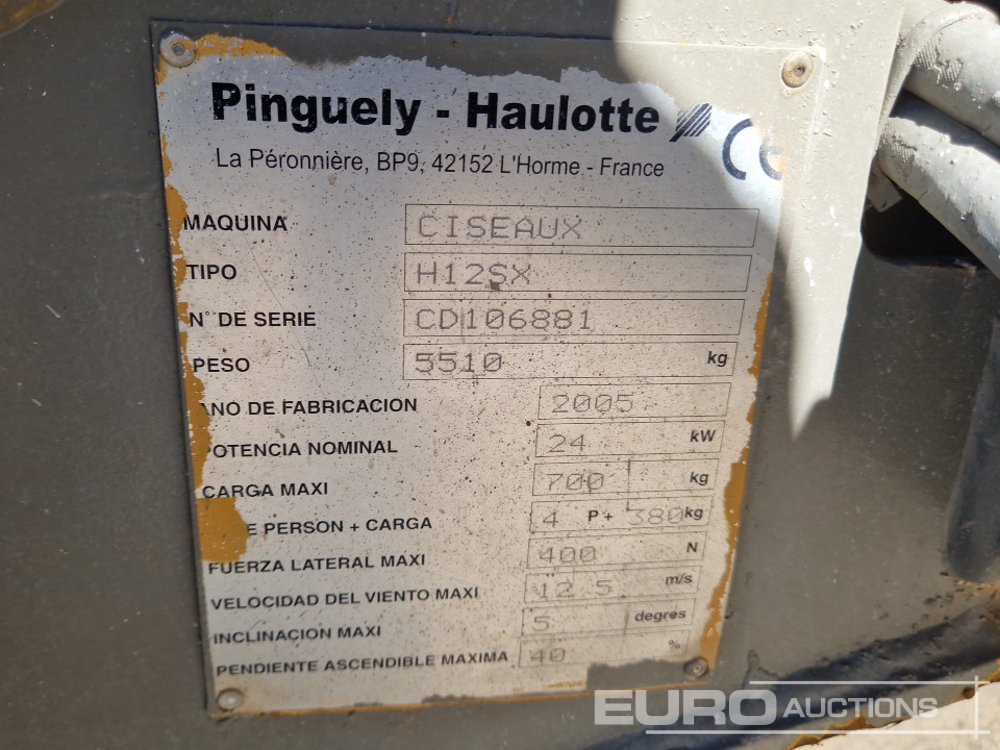 Pinguely - Haulotte CE
La Péronnière, BP9, 42152 L'Horme - France
MAQUINA CISEAUX
TIPO H12SX
N° DE SERIE CD106881
PESO 5510 kg
ANO DE FABRICACION 2005
POTENCIA NOMINAL 24 kW
CARGA MAXI 700 kg
E PERSON + CARGA 4 P+ 380kg
FUERZA LATERAL MAXI 400 N
VELOCIDAD DEL VIENTO MAXI 12.5 m/s
INCLINACION MAXI 5 degres
PENDIENTE ASCENDIBLE MAXIMA 40 %
EURO AUCTIONS